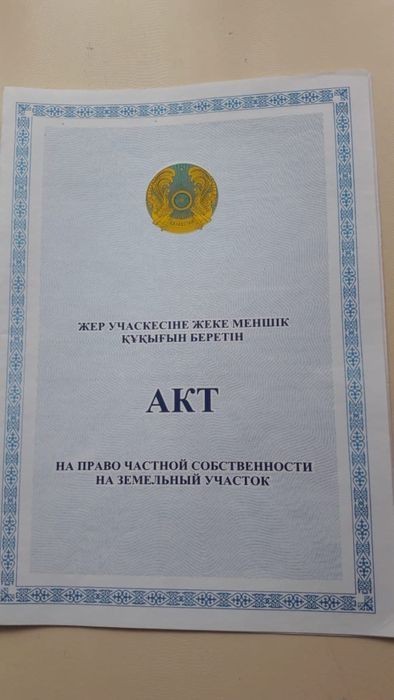 ЖЕР УЧАСКЕСІНЕ ЖЕКЕ МЕНШІК
ҚҰҚЫҒЫН БЕРЕТІН
АКТ
НА ПРАВО ЧАСТНОЙ СОБСТВЕННОСТИ
НА ЗЕМЕЛЬНЫЙ УЧАСТОК